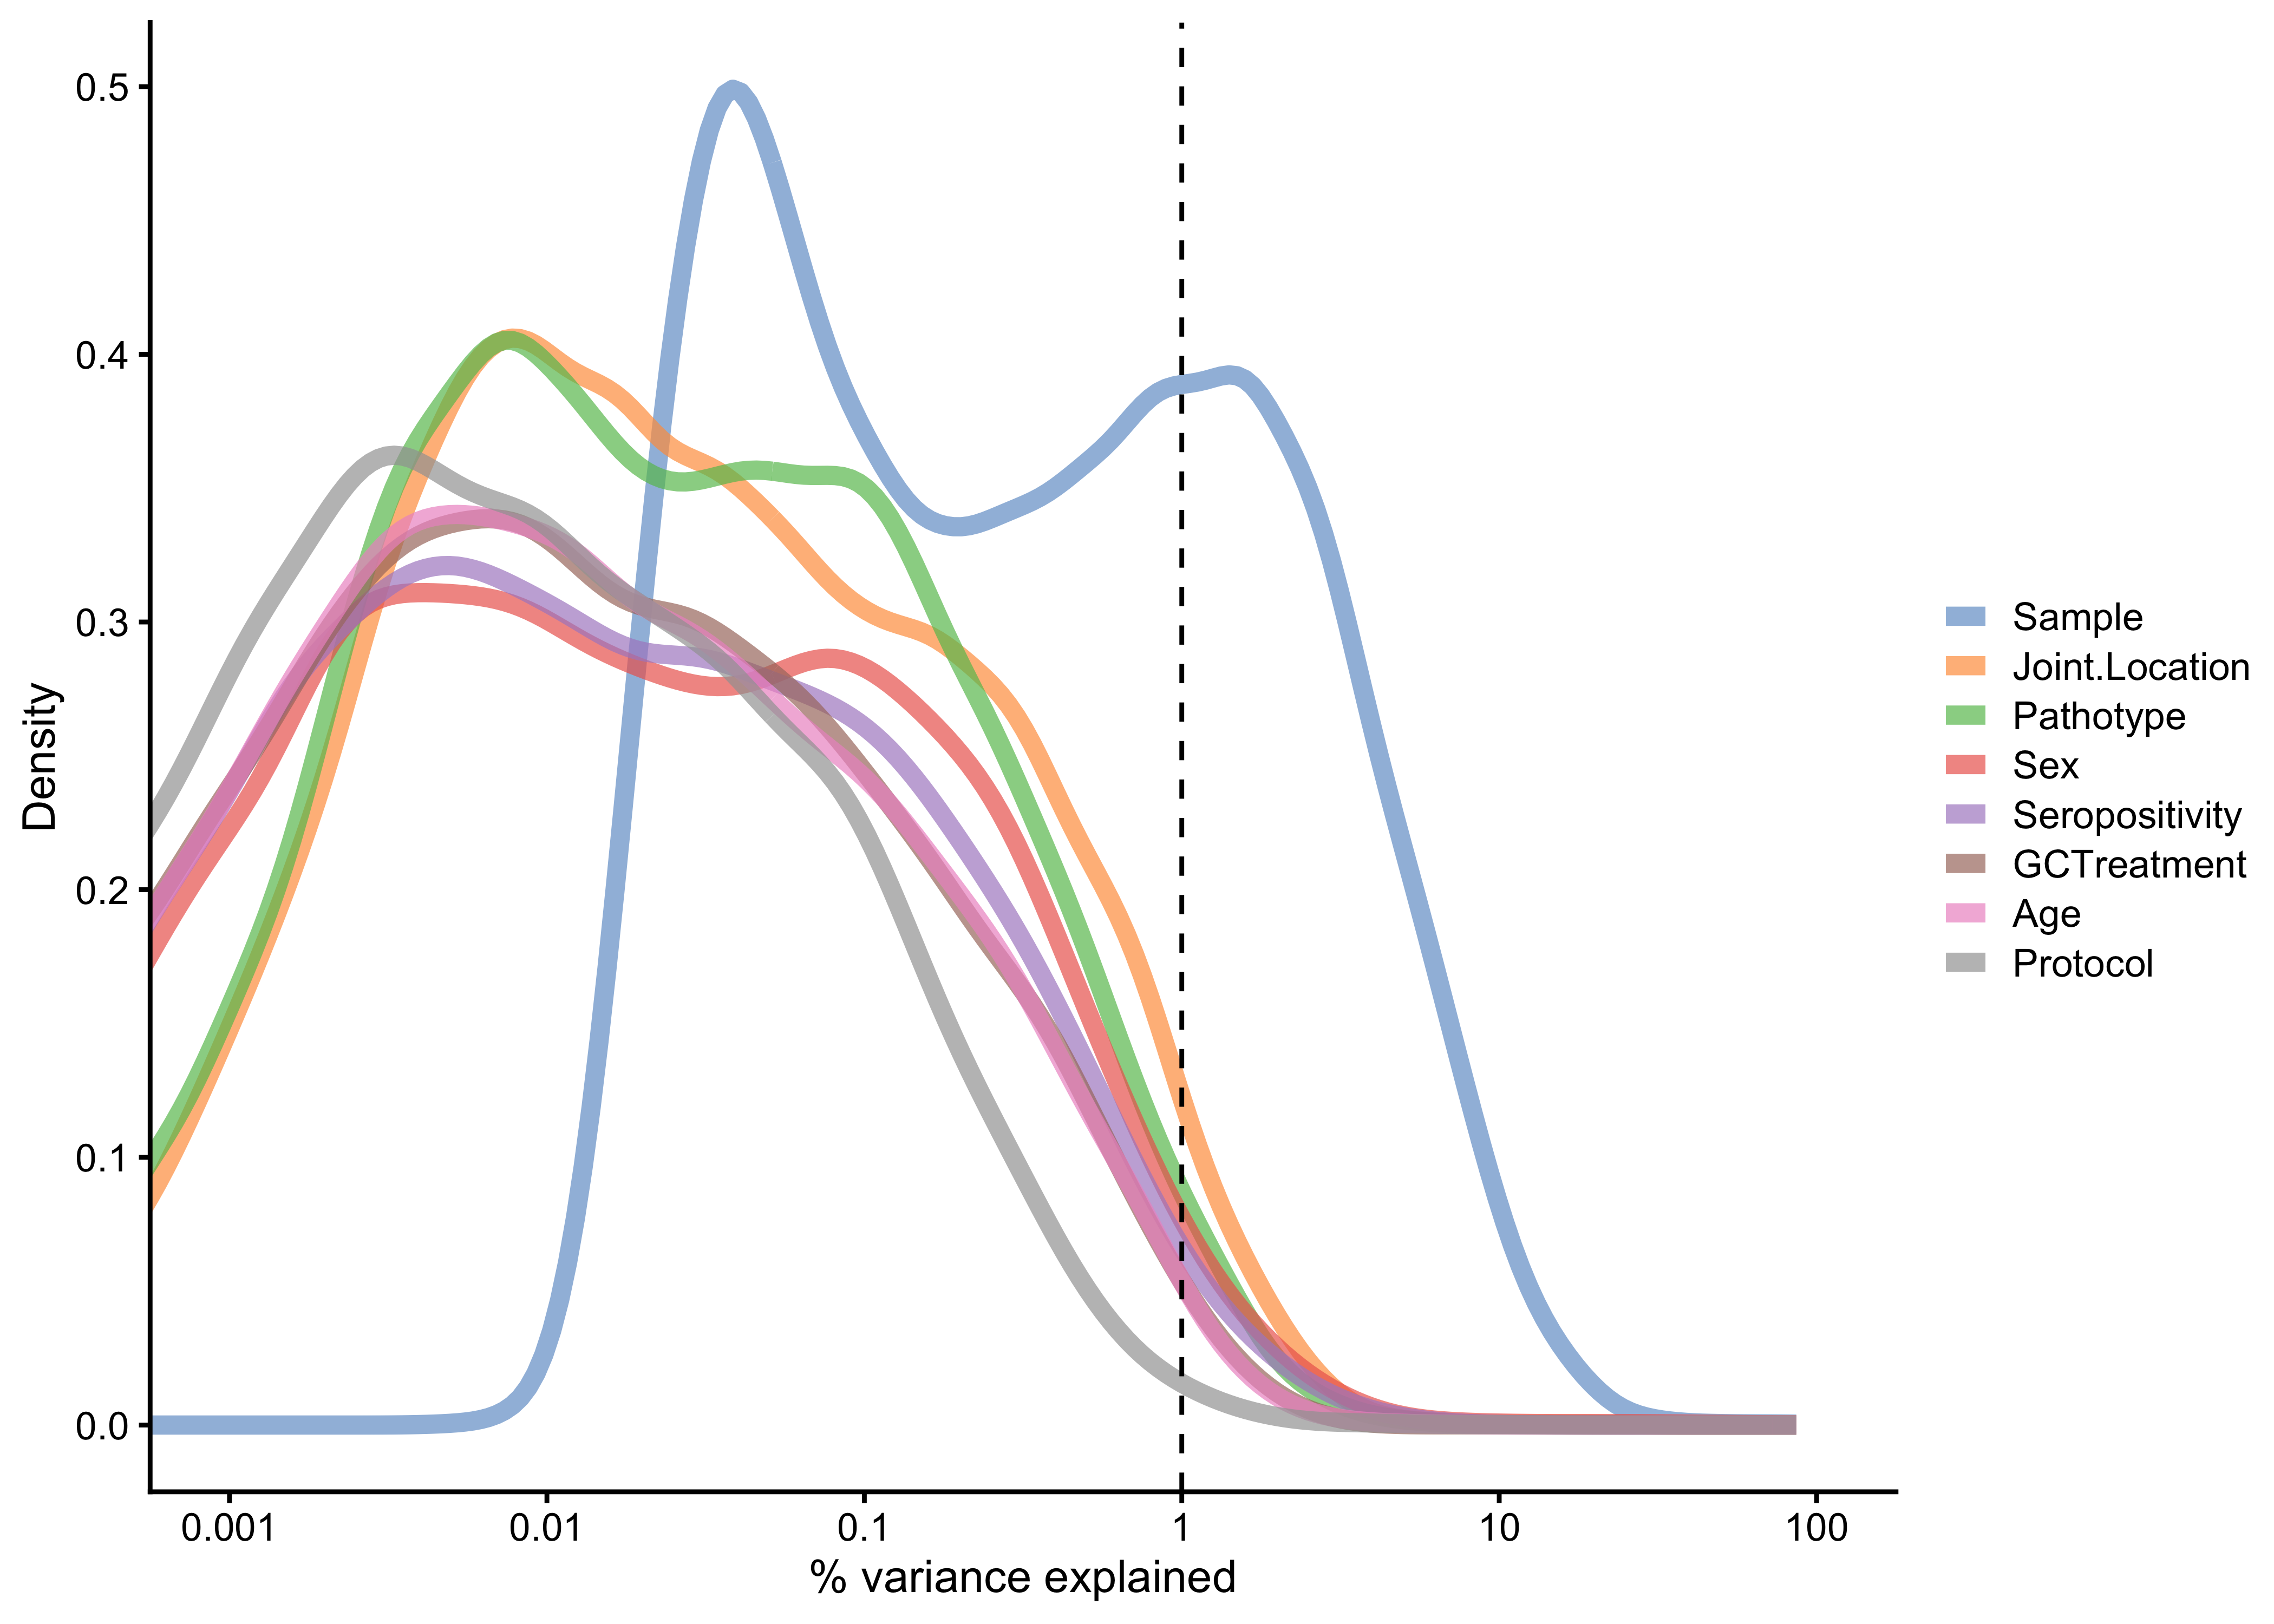 0.5
0.4
0.3
0.2
0.1
0.0
Density
0.001
0.01
0.1
1
10
100
% variance explained
Sample
Joint.Location
Pathotype
Sex
Seropositivity
GCTreatment
Age
Protocol